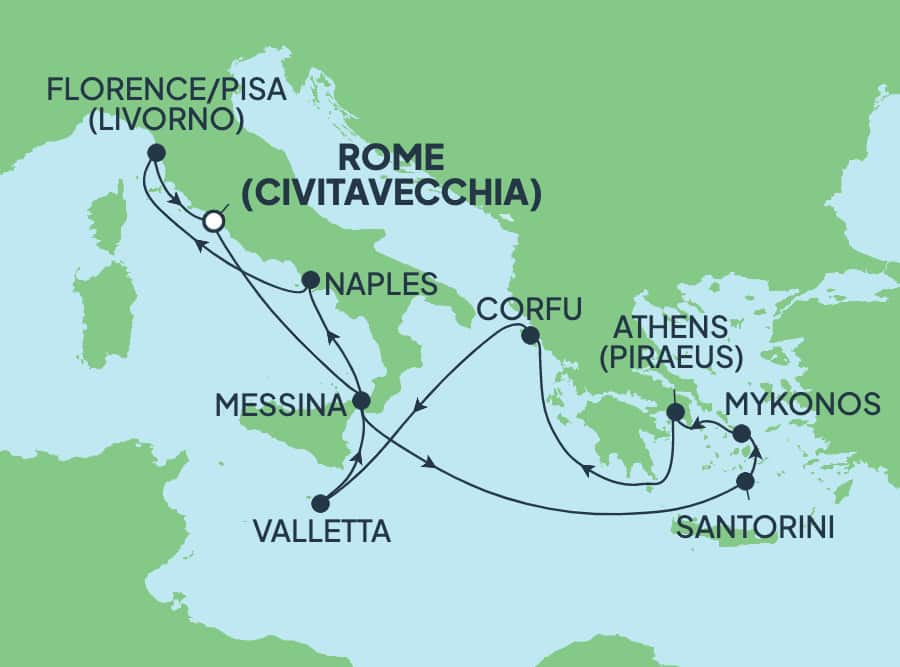 FLORENCE/PISA
(LIVORNO)
ROME
(CIVITAVECCHIA)
NAPLES
CORFU
ATHENS
(PIRAEUS)
MESSINA
MYKONOS
VALLETTA
SANTORINI